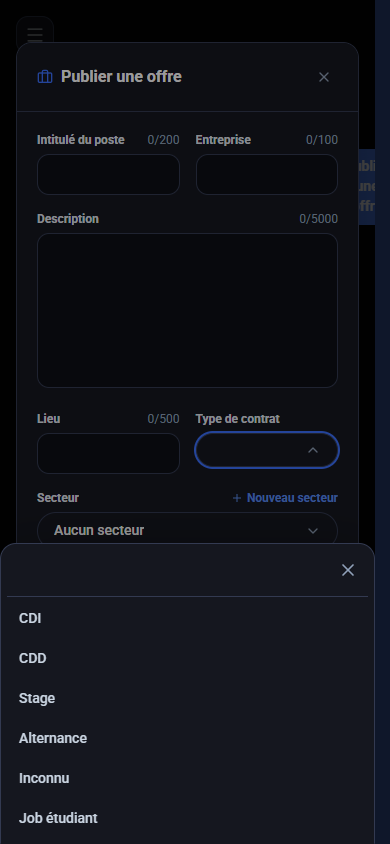 Publier une offre
Intitulé du poste 0/200 Entreprise 0/100
Description 0/5000
Lieu 0/500 Type de contrat
Secteur + Nouveau secteur
Aucun secteur
CDI
CDD
Stage
Alternance
Inconnu
Job étudiant